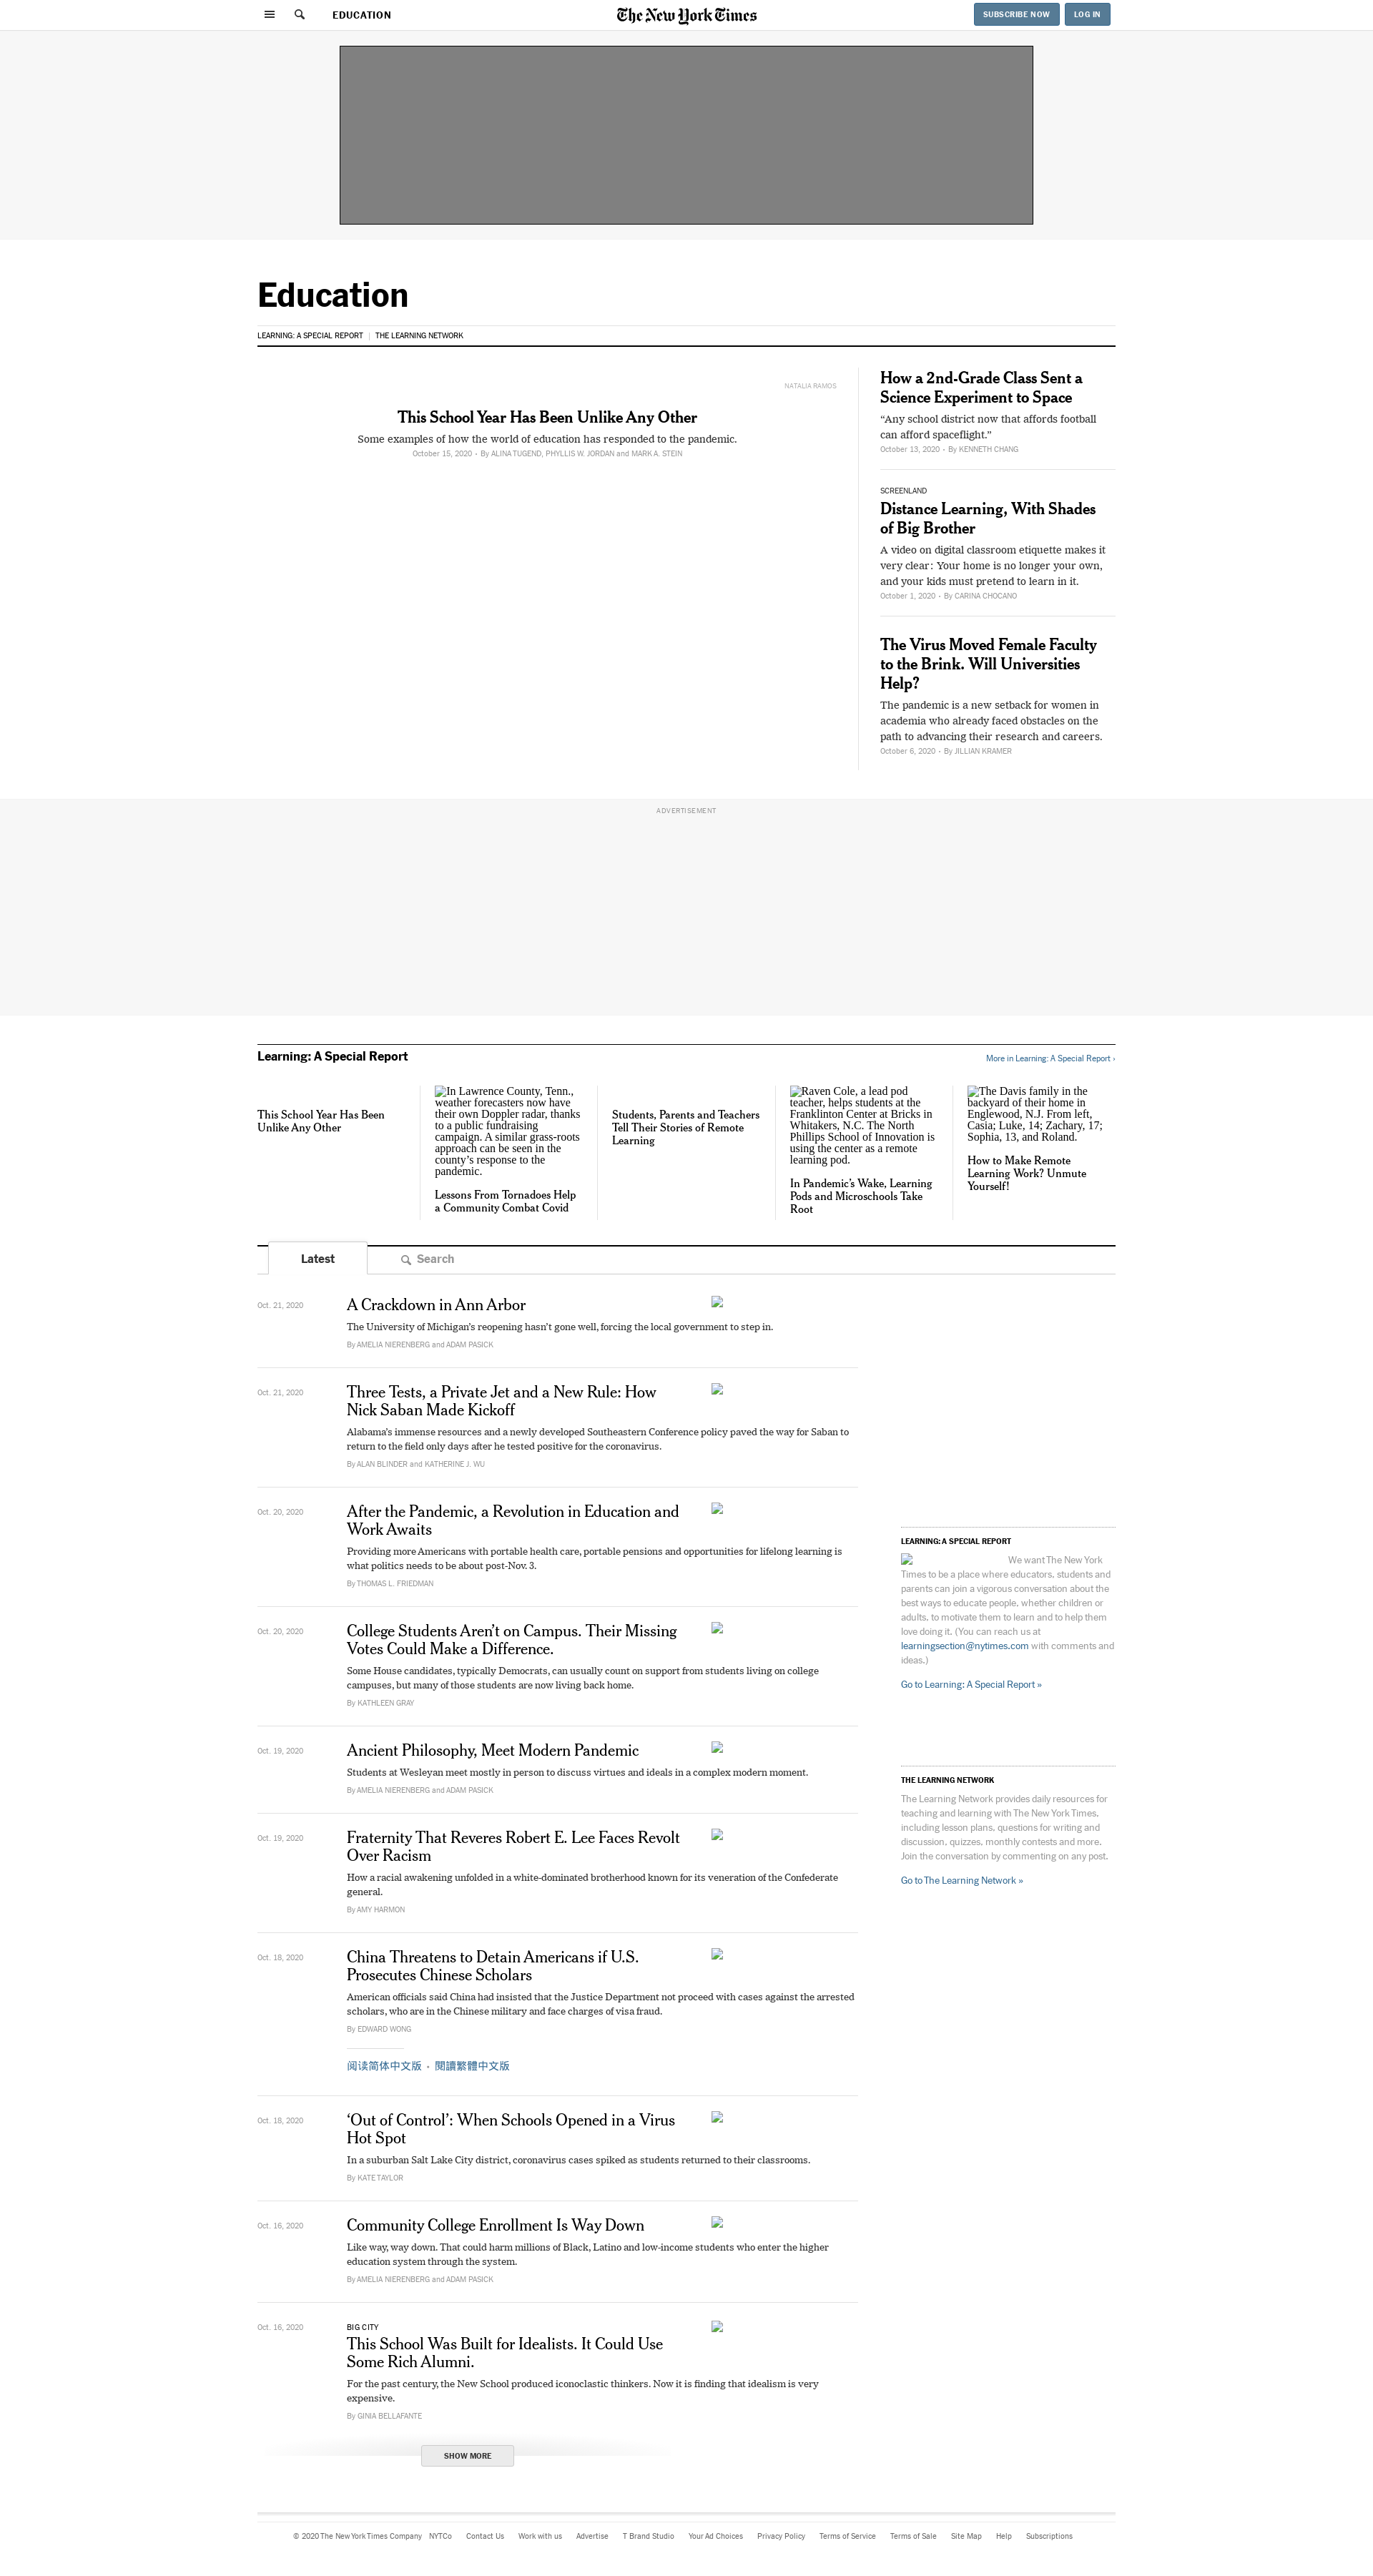 EDUCATION
The New York Times
SUBSCRIBE NOW
LOG IN
Education
LEARNING: A SPECIAL REPORT
THE LEARNING NETWORK
NATALIA RAMOS
This School Year Has Been Unlike Any Other
Some examples of how the world of education has responded to the pandemic.
October 15, 2020 • By ALINA TUGEND, PHYLLIS W. JORDAN and MARK A. STEIN
How a 2nd-Grade Class Sent a
Science Experiment to Space
“Any school district now that affords football
can afford spaceflight.”
October 13, 2020 • By KENNETH CHANG
SCREENLAND
Distance Learning, With Shades
of Big Brother
A video on digital classroom etiquette makes it
very clear: Your home is no longer your own,
and your kids must pretend to learn in it.
October 1, 2020 • By CARINA CHOCANO
The Virus Moved Female Faculty
to the Brink. Will Universities
Help?
The pandemic is a new setback for women in
academia who already faced obstacles on the
path to advancing their research and careers.
October 6, 2020 • By JILLIAN KRAMER
ADVERTISEMENT
Learning: A Special Report
More in Learning: A Special Report ›
This School Year Has Been
Unlike Any Other
In Lawrence County, Tenn.,
weather forecasters now have
their own Doppler radar, thanks
to a public fundraising
campaign. A similar grass-roots
approach can be seen in the
county’s response to the
pandemic.
Lessons From Tornadoes Help
a Community Combat Covid
Students, Parents and Teachers
Tell Their Stories of Remote
Learning
Raven Cole, a lead pod
teacher, helps students at the
Franklinton Center at Bricks in
Whitakers, N.C. The North
Phillips School of Innovation is
using the center as a remote
learning pod.
In Pandemic’s Wake, Learning
Pods and Microschools Take
Root
The Davis family in the
backyard of their home in
Englewood, N.J. From left,
Casia; Luke, 14; Zachary, 17;
Sophia, 13, and Roland.
How to Make Remote
Learning Work? Unmute
Yourself!
Latest
Search
Oct. 21, 2020
A Crackdown in Ann Arbor
The University of Michigan’s reopening hasn’t gone well, forcing the local government to step in.
By AMELIA NIERENBERG and ADAM PASICK
Oct. 21, 2020
Three Tests, a Private Jet and a New Rule: How
Nick Saban Made Kickoff
Alabama’s immense resources and a newly developed Southeastern Conference policy paved the way for Saban to
return to the field only days after he tested positive for the coronavirus.
By ALAN BLINDER and KATHERINE J. WU
Oct. 20, 2020
After the Pandemic, a Revolution in Education and
Work Awaits
Providing more Americans with portable health care, portable pensions and opportunities for lifelong learning is
what politics needs to be about post-Nov. 3.
By THOMAS L. FRIEDMAN
Oct. 20, 2020
College Students Aren’t on Campus. Their Missing
Votes Could Make a Difference.
Some House candidates, typically Democrats, can usually count on support from students living on college
campuses, but many of those students are now living back home.
By KATHLEEN GRAY
Oct. 19, 2020
Ancient Philosophy, Meet Modern Pandemic
Students at Wesleyan meet mostly in person to discuss virtues and ideals in a complex modern moment.
By AMELIA NIERENBERG and ADAM PASICK
Oct. 19, 2020
Fraternity That Reveres Robert E. Lee Faces Revolt
Over Racism
How a racial awakening unfolded in a white-dominated brotherhood known for its veneration of the Confederate
general.
By AMY HARMON
Oct. 18, 2020
China Threatens to Detain Americans if U.S.
Prosecutes Chinese Scholars
American officials said China had insisted that the Justice Department not proceed with cases against the arrested
scholars, who are in the Chinese military and face charges of visa fraud.
By EDWARD WONG
阅读简体中文版 • 閱讀繁體中文版
Oct. 18, 2020
‘Out of Control’: When Schools Opened in a Virus
Hot Spot
In a suburban Salt Lake City district, coronavirus cases spiked as students returned to their classrooms.
By KATE TAYLOR
Oct. 16, 2020
Community College Enrollment Is Way Down
Like way, way down. That could harm millions of Black, Latino and low-income students who enter the higher
education system through the system.
By AMELIA NIERENBERG and ADAM PASICK
Oct. 16, 2020
BIG CITY
This School Was Built for Idealists. It Could Use
Some Rich Alumni.
For the past century, the New School produced iconoclastic thinkers. Now it is finding that idealism is very
expensive.
By GINIA BELLAFANTE
SHOW MORE
LEARNING: A SPECIAL REPORT
We want The New York
Times to be a place where educators, students and
parents can join a vigorous conversation about the
best ways to educate people, whether children or
adults, to motivate them to learn and to help them
love doing it. (You can reach us at
learningsection@nytimes.com with comments and
ideas.)
Go to Learning: A Special Report »
THE LEARNING NETWORK
The Learning Network provides daily resources for
teaching and learning with The New York Times,
including lesson plans, questions for writing and
discussion, quizzes, monthly contests and more.
Join the conversation by commenting on any post.
Go to The Learning Network »
© 2020 The New York Times Company NYTCo Contact Us Work with us Advertise T Brand Studio Your Ad Choices Privacy Policy Terms of Service Terms of Sale Site Map Help Subscriptions